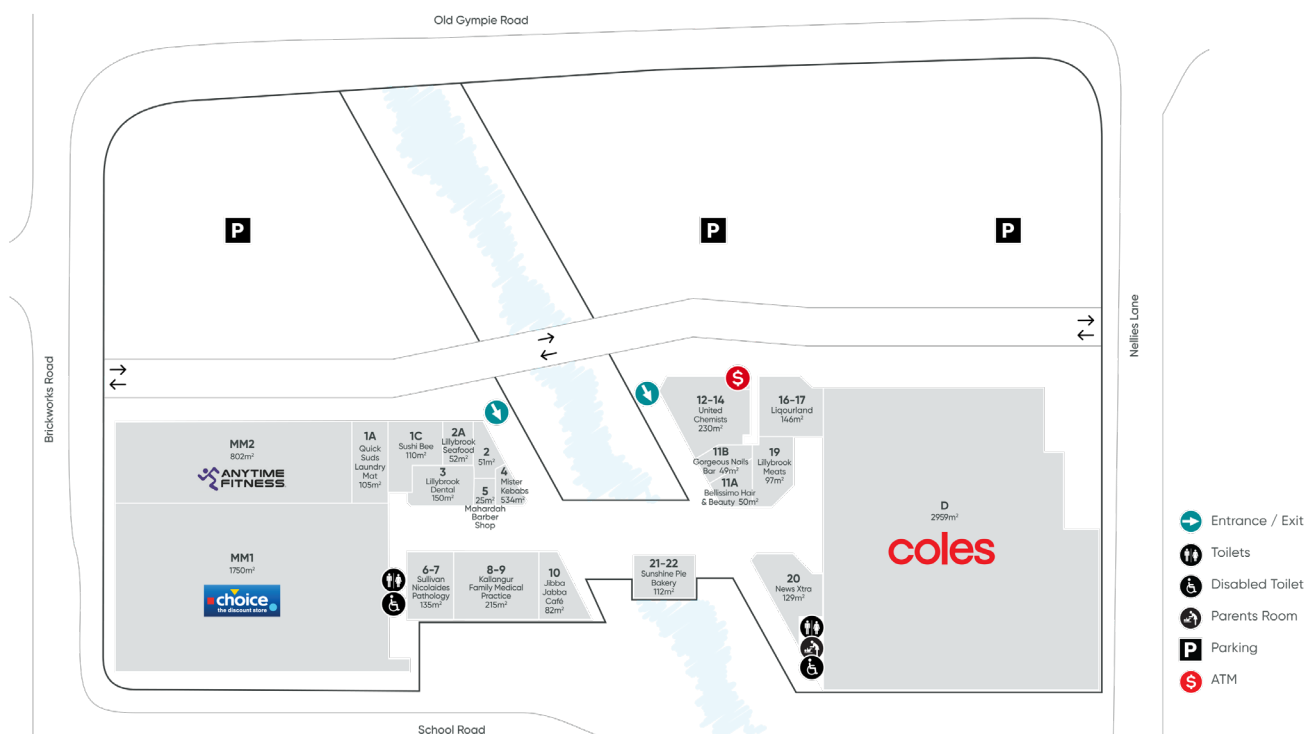 Old Gympie Road
P
P
P
Nellies Lane
Brickworks Road
$
12-14
United
Chemists
230m²
16-17
Liqourland
146m²
MM2
802m²
ANYTIME
FITNESS.
1A
Quick
Suds
Laundry
Mat
105m²
1C
Sushi Bee
110m²
2A
Lillybrook
Seafood
52m²
2
51m²
3
Lillybrook
Dental
150m²
4
Mister
Kebabs
534m²
5
25m²
Mahardah
Barber
Shop
11B
Gorgeous Nails
Bar 49m²
11A
Bellissimo Hair
& Beauty 50m²
19
Lillybrook
Meats
97m²
D
2959m²
coles
MM1
1750m²
choice
the discount store
6-7
Sullivan
Nicolaides
Pathology
135m²
8-9
Kallangur
Family Medical
Practice
215m²
10
Jibba
Jabba
Café
82m²
21-22
Sunshine Pie
Bakery
112m²
20
News Xtra
129m²
School Road
Entrance / Exit
Toilets
Disabled Toilet
Parents Room
P Parking
$ ATM